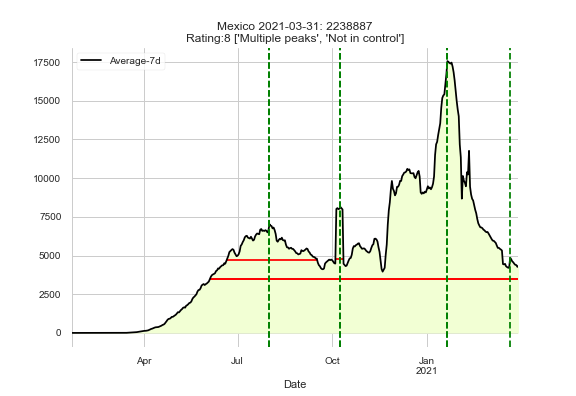 Mexico 2021-03-31: 2238887
Rating:8 ['Multiple peaks', 'Not in control']
Average-7d
17500
15000
12500
10000
7500
5000
2500
0
Apr
Jul
Oct
Jan
2021
Date